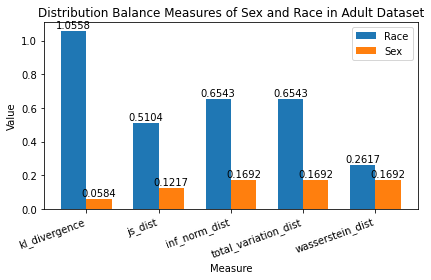 Distribution Balance Measures of Sex and Race in Adult Dataset
Race
Sex
Value
1.0
0.8
0.6
0.4
0.2
0.0
1.0558
0.0584
0.5104
0.1217
0.6543
0.1692
0.6543
0.1692
0.2617
0.1692
kl_divergence
js_dist
inf_norm_dist
total_variation_dist
wasserstein_dist
Measure